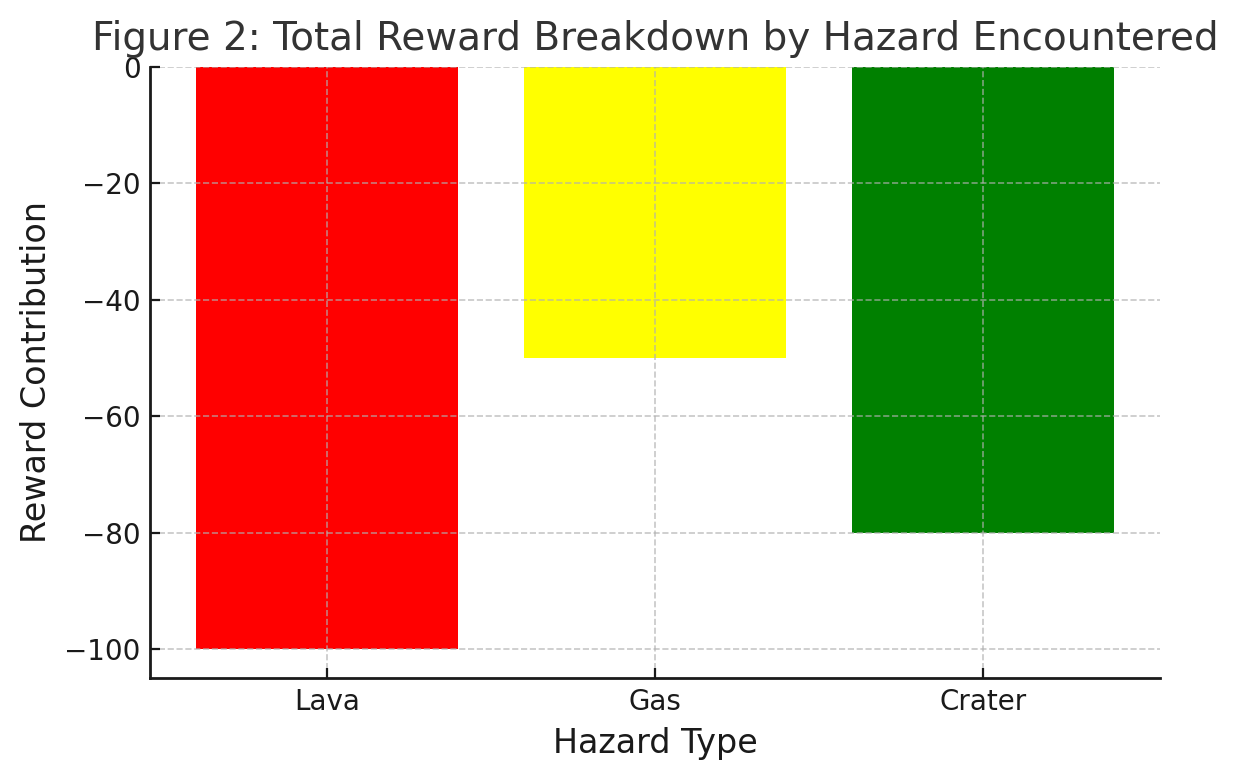 Figure 2: Total Reward Breakdown by Hazard Encountered
0
−20
−40
−60
−80
−100
Reward Contribution
Lava Gas Crater
Hazard Type